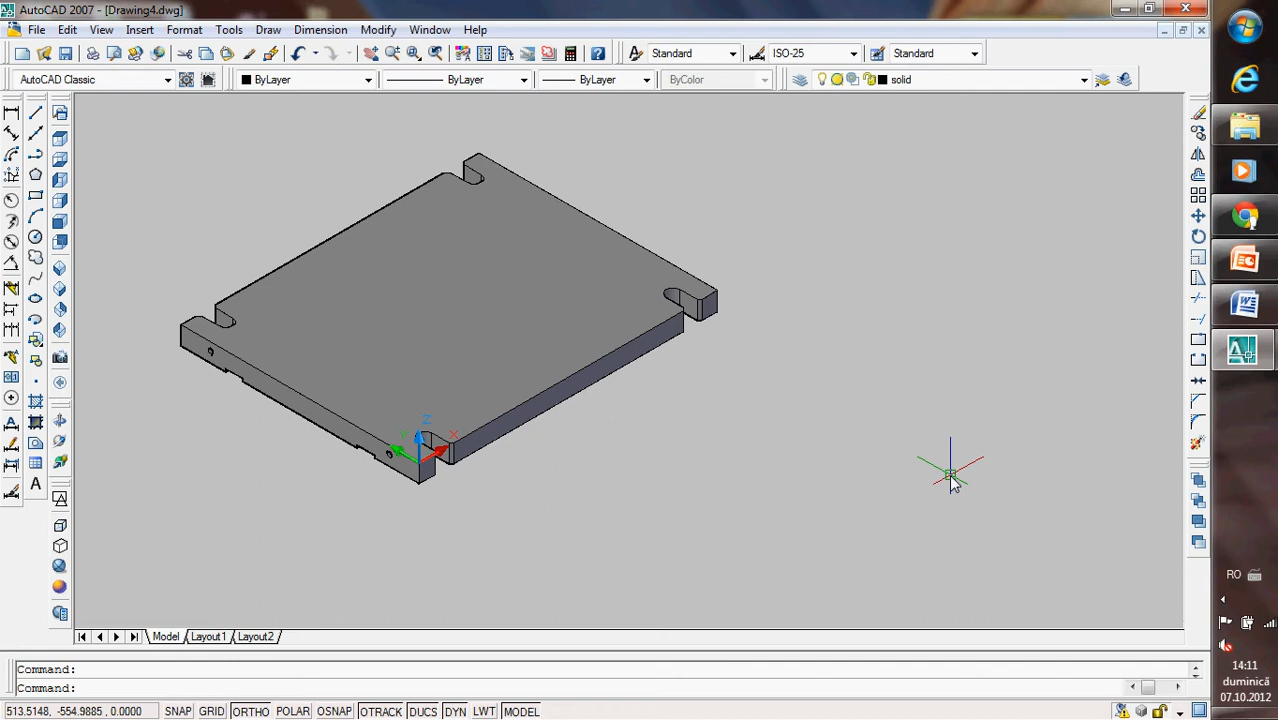 AutoCAD 2007 - [Drawing4.dwg]
File Edit View Insert Format Tools Draw Dimension Modify Window Help
Standard ISO-25 Standard
AutoCAD Classic ByLayer ByLayer ByLayer ByColor solid
Z
Y X
A
RO
Model Layout1 Layout2
Command:
Command:
14:11
duminică
07.10.2012
513.5148, -554.9885, 0.0000 SNAP GRID ORTHO POLAR OSNAP OTRACK DUCS DYN LWT MODEL